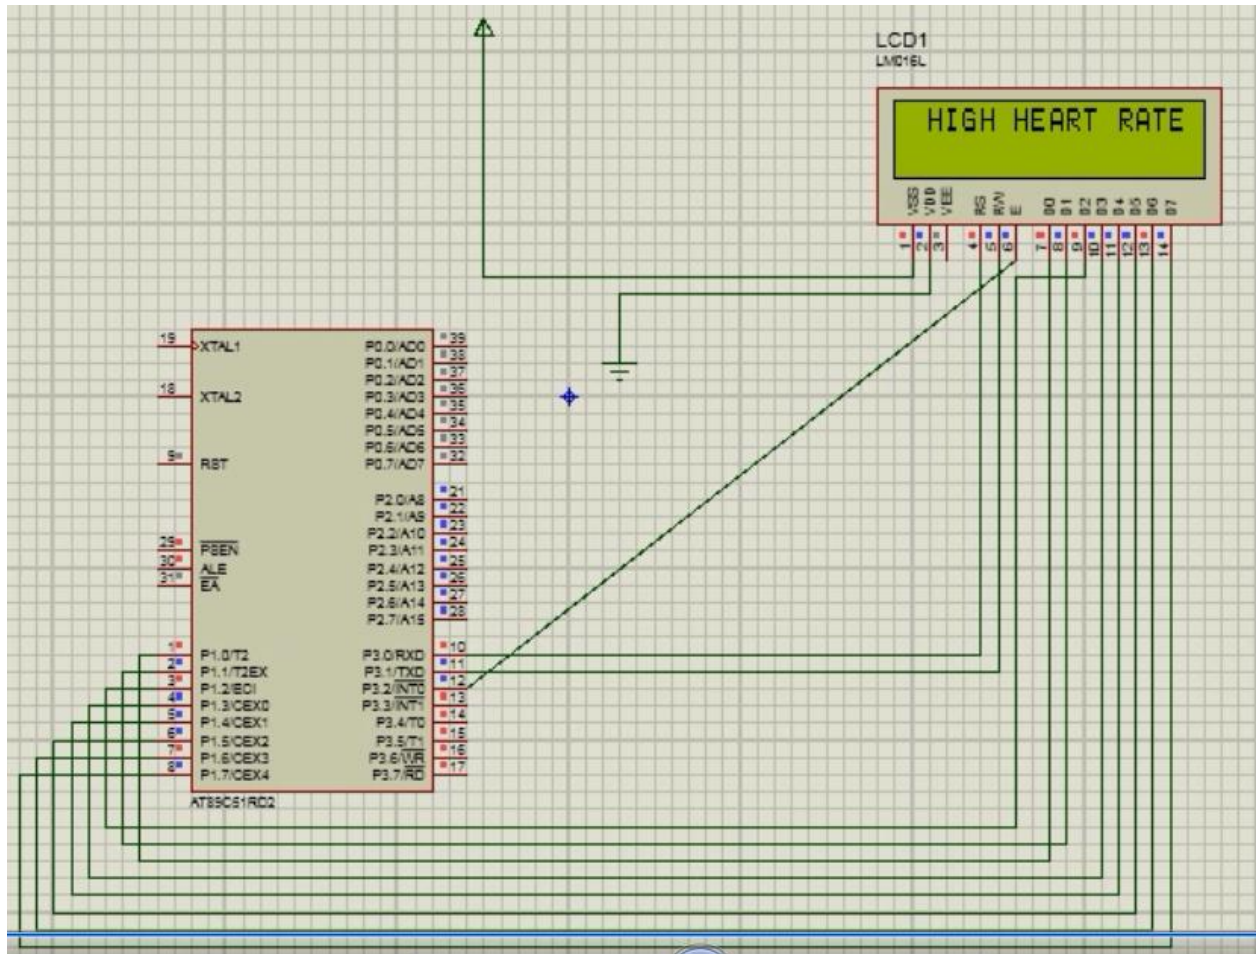 LCD1
LM016L
HIGH HEART RATE
VSS
VDD
VEE
RS
RW
E
D0
D1
D2
D3
D4
D5
D6
D7
1
2
3
4
5
6
7
8
9
10
11
12
13
14
19 XTAL1
18 XTAL2
9 RST
29 PSEN
30 ALE
31 EA
1 P1.0/T2
2 P1.1/T2EX
3 P1.2/ECI
4 P1.3/CEX0
5 P1.4/CEX1
6 P1.5/CEX2
7 P1.6/CEX3
8 P1.7/CEX4
P0.0/AD0 39
P0.1/AD1 38
P0.2/AD2 37
P0.3/AD3 36
P0.4/AD4 35
P0.5/AD5 34
P0.6/AD6 33
P0.7/AD7 32
P2.0/A8 21
P2.1/A9 22
P2.2/A10 23
P2.3/A11 24
P2.4/A12 25
P2.5/A13 26
P2.6/A14 27
P2.7/A15 28
P3.0/RXD 10
P3.1/TXD 11
P3.2/INT0 12
P3.3/INT1 13
P3.4/T0 14
P3.5/T1 15
P3.6/WR 16
P3.7/RD 17
AT89C51RD2